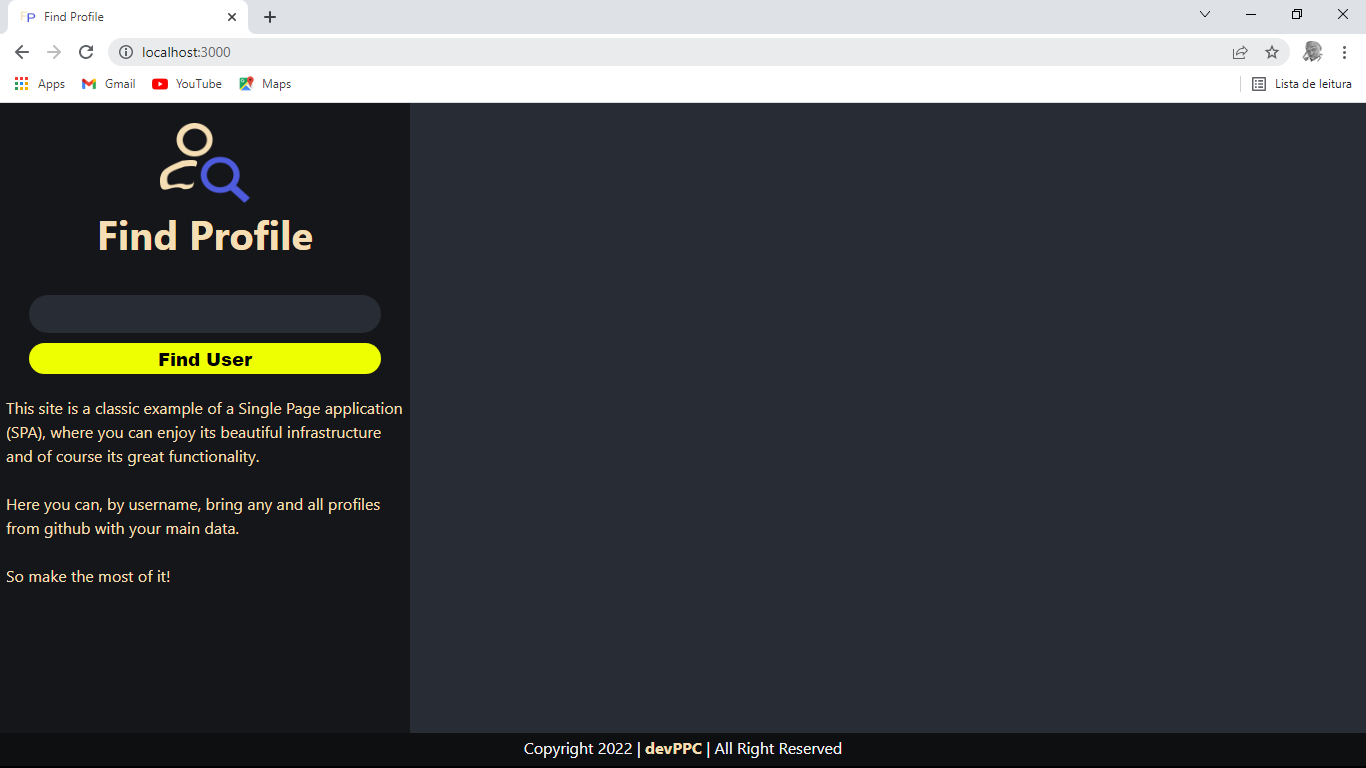 FP Find Profile
localhost:3000
Apps Gmail YouTube Maps Lista de leitura
Find Profile
Find User
This site is a classic example of a Single Page application
(SPA), where you can enjoy its beautiful infrastructure
and of course its great functionality.
Here you can, by username, bring any and all profiles
from github with your main data.
So make the most of it!
Copyright 2022 | devPPC | All Right Reserved